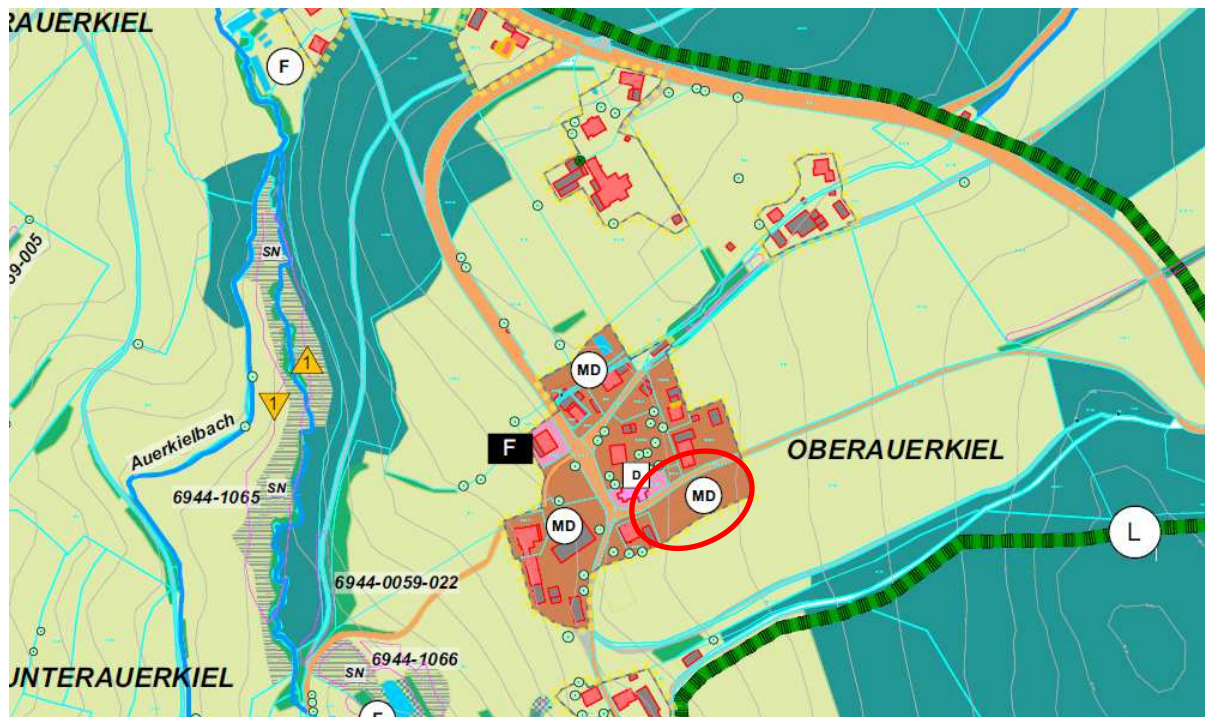 RAUERKIEL
F
59-005
SN
1
1
MD
Auerkielbach
F
D
OBERAUERKIEL
6944-1065
SN
MD
MD
L
6944-0059-022
6944-1066
SN
UNTERAUERKIEL
F